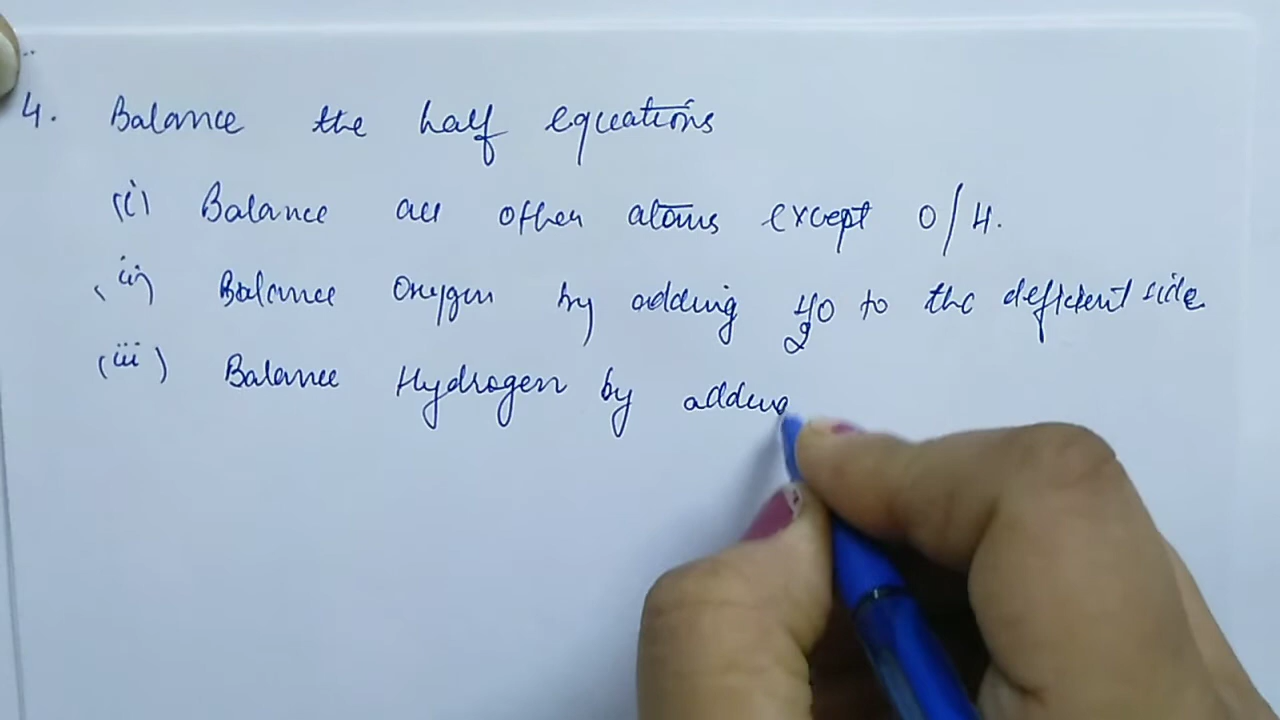 4. Balance the half equations
(i) Balance all other atoms except O/H.
(ii) Balance Oxygen by adding H2O to the deficient side
(iii) Balance Hydrogen by adding